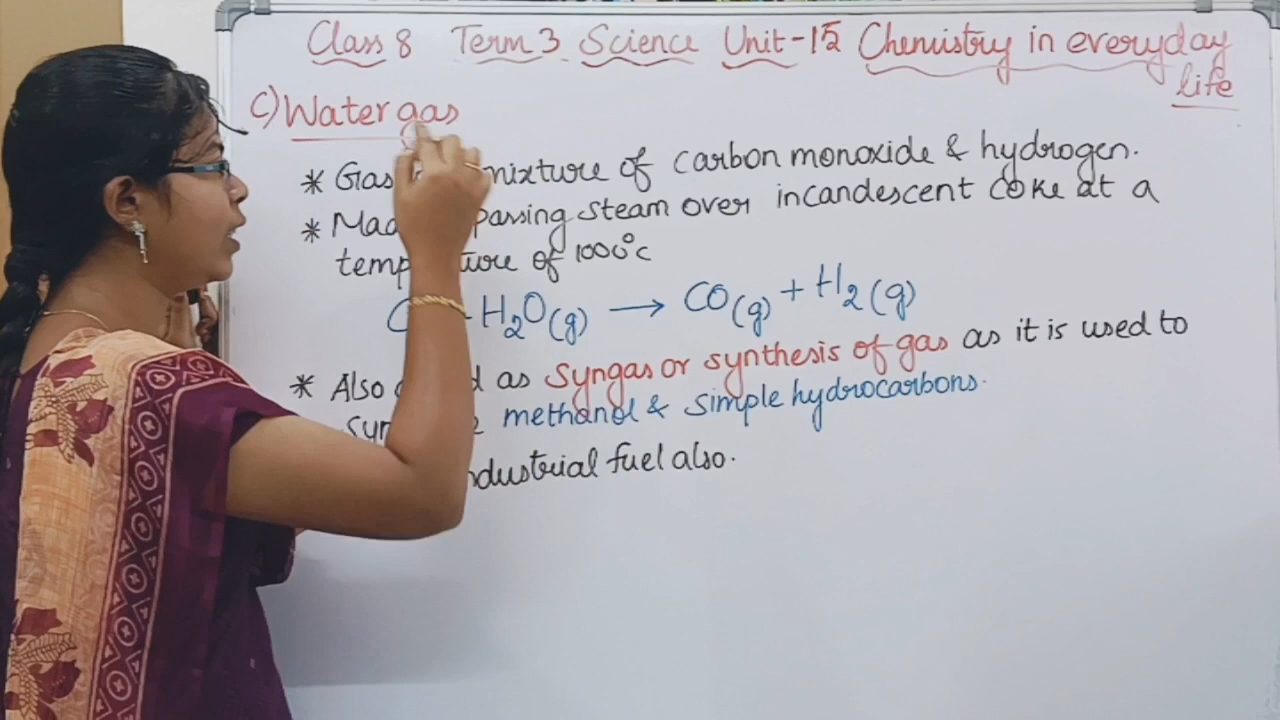 Class 8 Term 3 Science Unit-15 Chemistry in everyday
life
C) Water gas
* Gas mixture of carbon monoxide & hydrogen.
* Mad passing steam over incandescent coke at a
temp ture of 1000°c
C H₂O(g) → CO(g) + H₂(g)
* Also d as syngas or synthesis of gas as it is used to
syn methanol & simple hydrocarbons.
ndustrial fuel also.